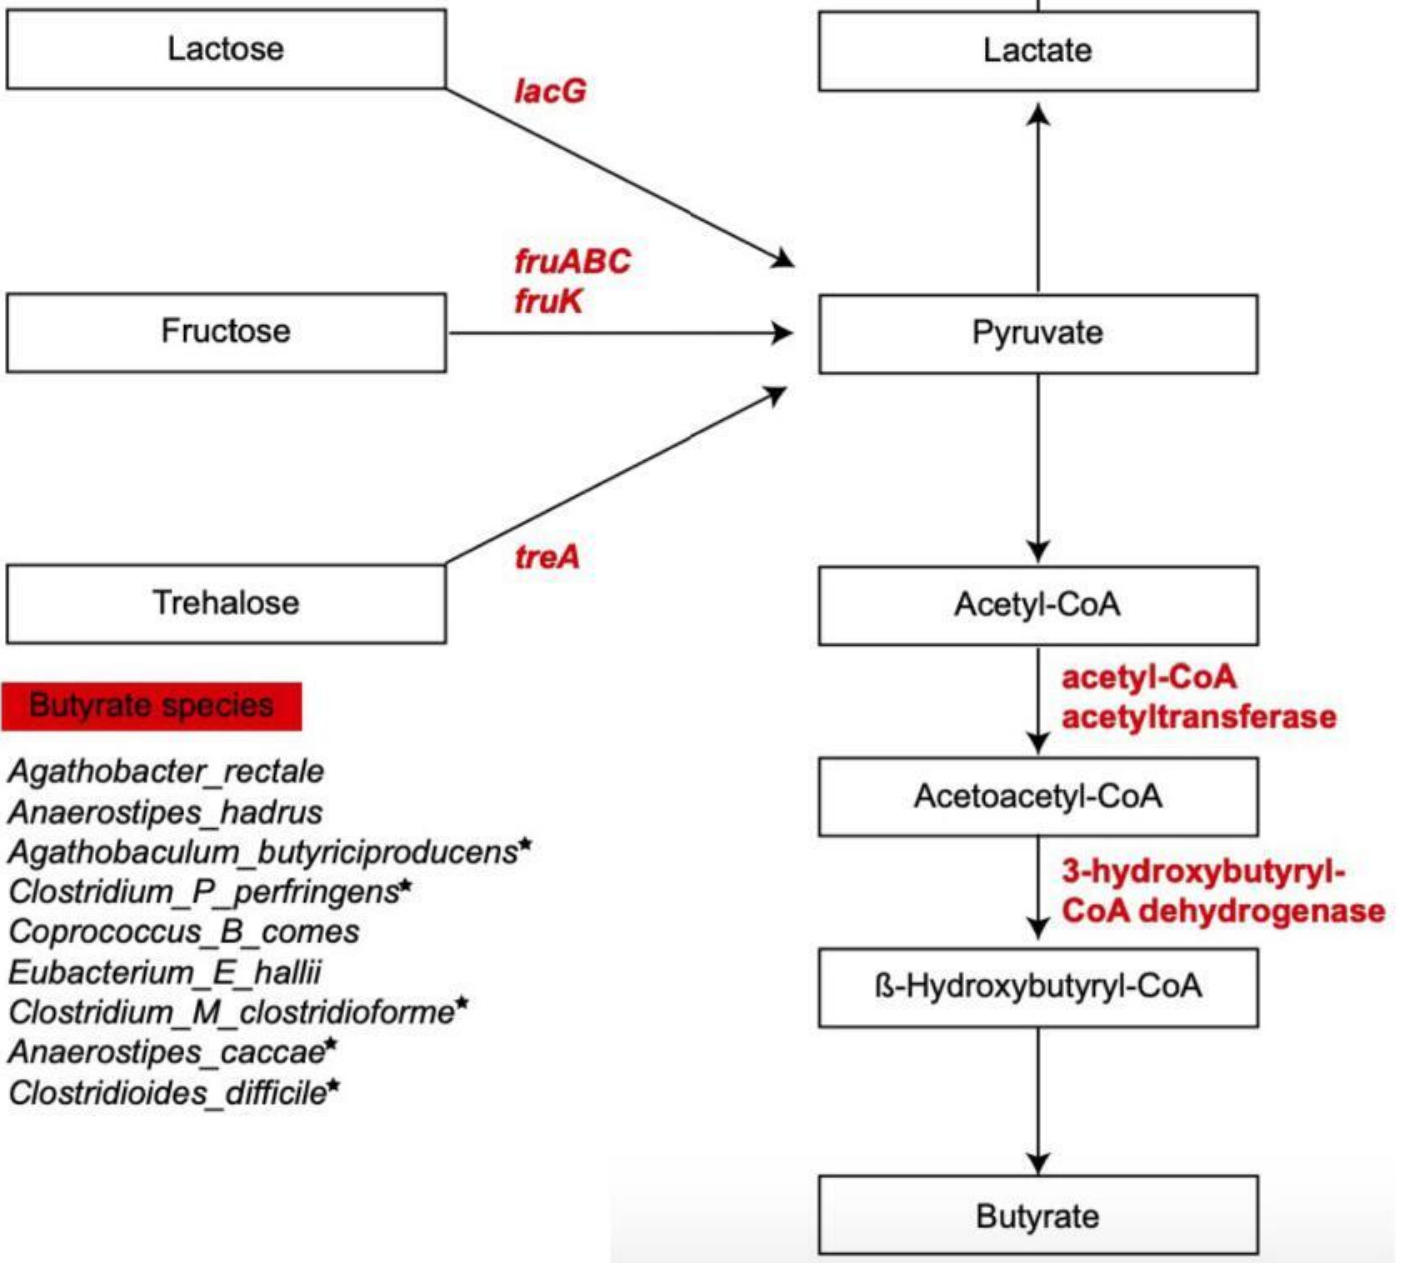 Lactose
Lactate
lacG
fruABC
fruK
Fructose
Pyruvate
treA
Trehalose
Acetyl-CoA
acetyl-CoA
acetyltransferase
Butyrate species
Agathobacter_rectale
Anaerostipes_hadrus
Agathobaculum_butyriciproducens★
Clostridium_P_perfringens★
Coprococcus_B_comes
Eubacterium_E_hallii
Clostridium_M_clostridioforme★
Anaerostipes_caccae★
Clostridioides_difficile★
Acetoacetyl-CoA
3-hydroxybutyryl-
CoA dehydrogenase
ß-Hydroxybutyryl-CoA
Butyrate